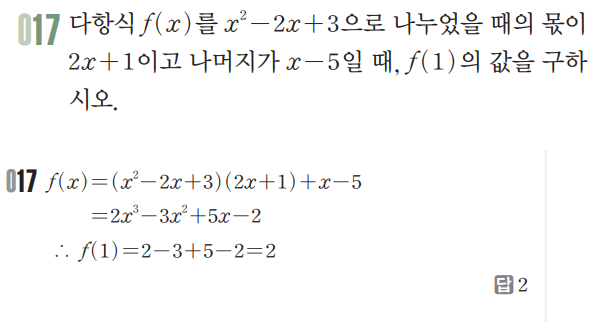 017 다항식 f(x)를 x²−2x+3으로 나누었을 때의 몫이
2x+1이고 나머지가 x−5일 때, f(1)의 값을 구하
시오.
017 f(x)=(x²−2x+3)(2x+1)+x−5
=2x³−3x²+5x−2
∴ f(1)=2−3+5−2=2
답 2